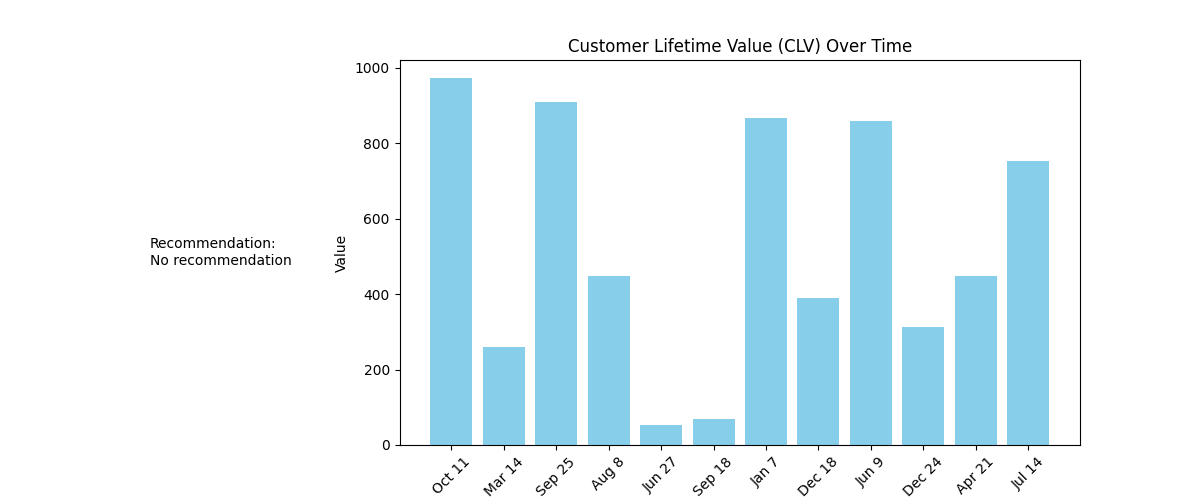 Customer Lifetime Value (CLV) Over Time
Recommendation:
No recommendation
Value
1000
800
600
400
200
0
Oct 11
Mar 14
Sep 25
Aug 8
Jun 27
Sep 18
Jan 7
Dec 18
Jun 9
Dec 24
Apr 21
Jul 14